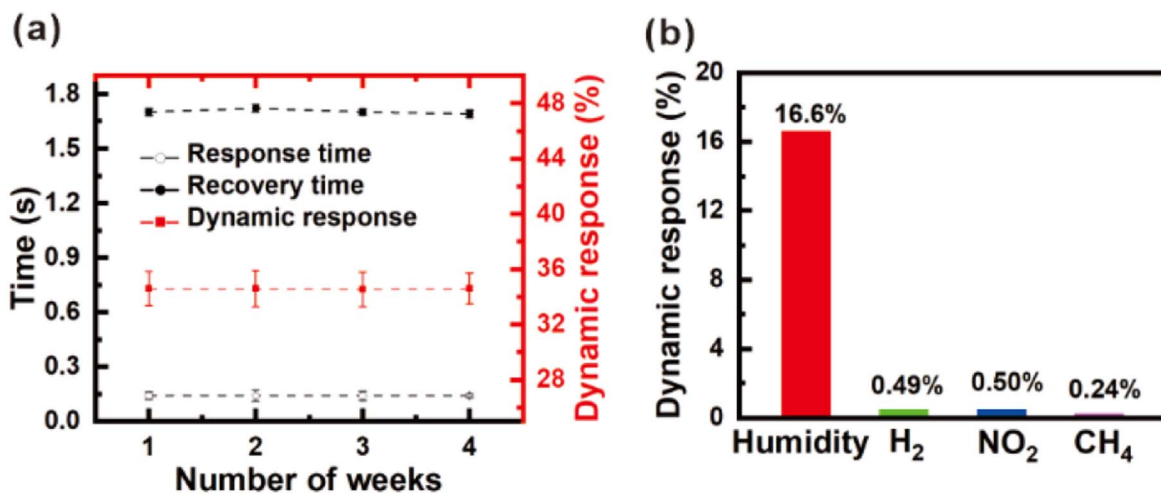 (a)
Time (s)
1.8
1.5
1.2
0.9
0.6
0.3
0.0
Response time
Recovery time
Dynamic response
1 2 3 4
Number of weeks
48
44
40
36
32
28
Dynamic response (%)
(b)
Dynamic response (%)
20
16
12
8
4
0
16.6%
0.49%
0.50%
0.24%
Humidity H₂ NO₂ CH₄